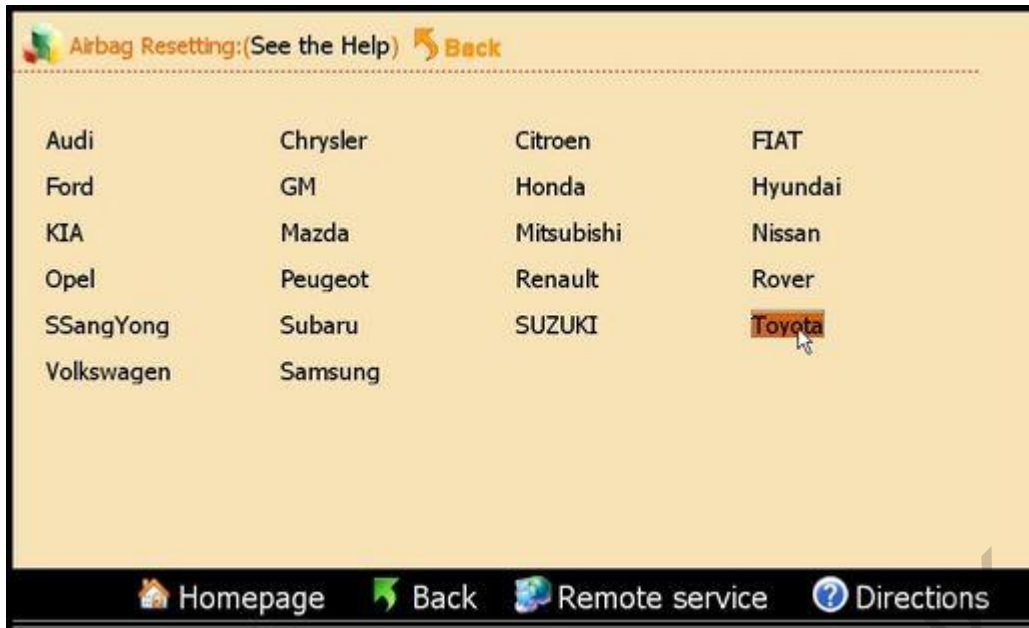 Airbag Resetting:(See the Help) Back
Audi Chrysler Citroen FIAT
Ford GM Honda Hyundai
KIA Mazda Mitsubishi Nissan
Opel Peugeot Renault Rover
SSangYong Subaru SUZUKI Toyota
Volkswagen Samsung
Homepage Back Remote service Directions